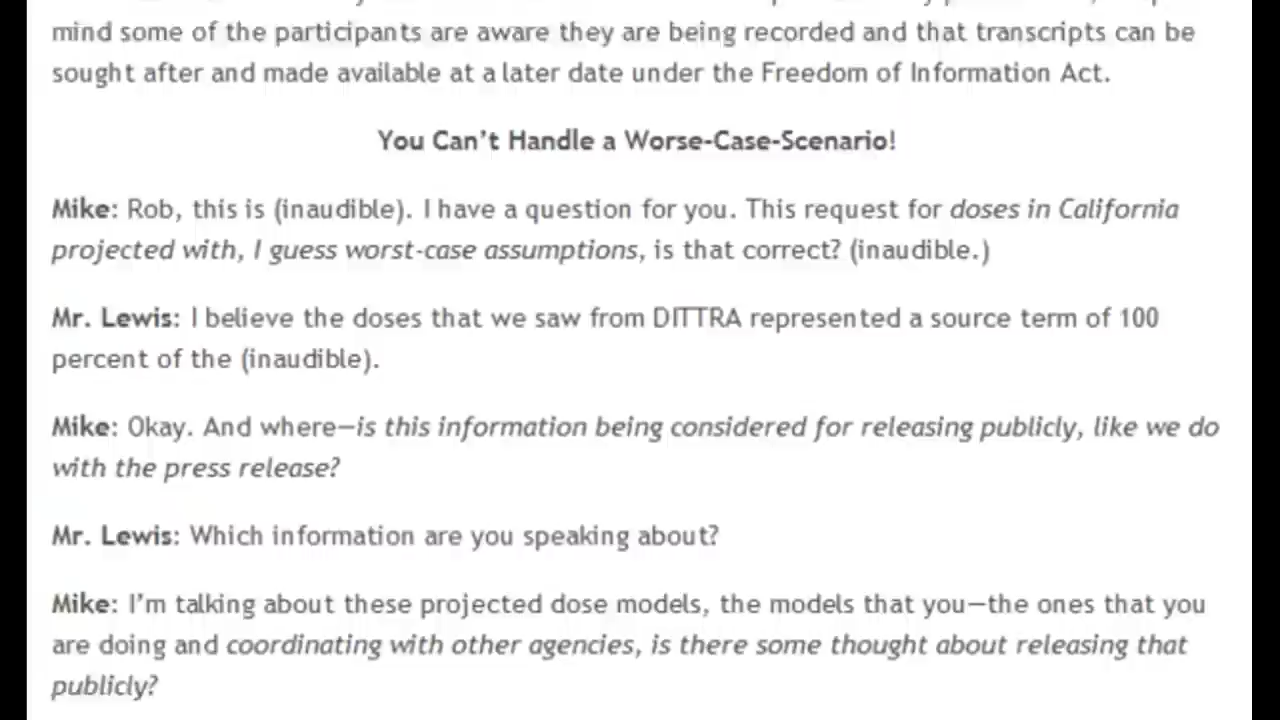 mind some of the participants are aware they are being recorded and that transcripts can be
sought after and made available at a later date under the Freedom of Information Act.
You Can't Handle a Worse-Case-Scenario!
Mike: Rob, this is (inaudible). I have a question for you. This request for doses in California
projected with, I guess worst-case assumptions, is that correct? (inaudible.)
Mr. Lewis: I believe the doses that we saw from DITTRA represented a source term of 100
percent of the (inaudible).
Mike: Okay. And where—is this information being considered for releasing publicly, like we do
with the press release?
Mr. Lewis: Which information are you speaking about?
Mike: I'm talking about these projected dose models, the models that you—the ones that you
are doing and coordinating with other agencies, is there some thought about releasing that
publicly?